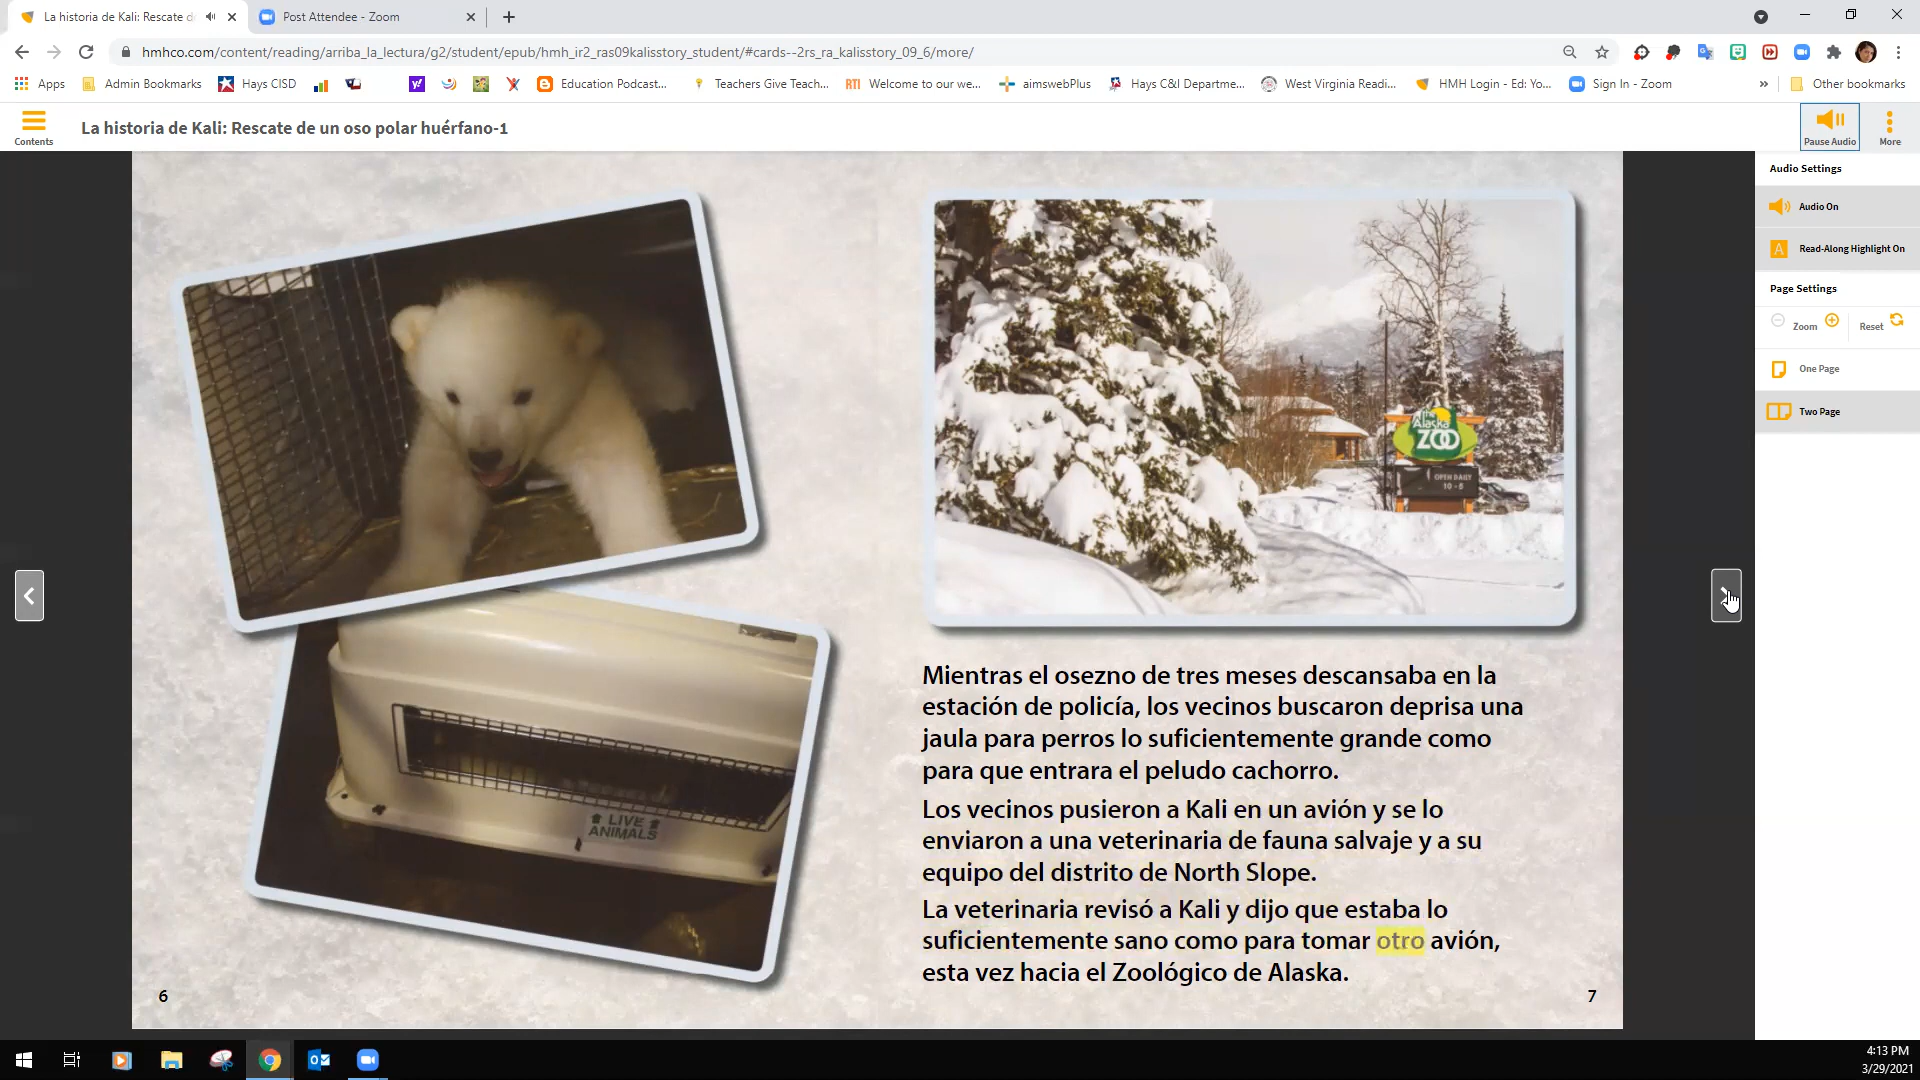 La historia de Kali: Rescate d
Post Attendee - Zoom
hmhco.com/content/reading/arriba_la_lectura/g2/student/epub/hmh_ir2_ras09kalisstory_student/#cards--2rs_ra_kalisstory_09_6/more/
Apps
Admin Bookmarks
Hays CISD
Education Podcast...
Teachers Give Teach...
RTI Welcome to our we...
aimswebPlus
Hays C&I Departme...
West Virginia Readi...
HMH Login - Ed: Yo...
Sign In - Zoom
»
Other bookmarks
Contents
La historia de Kali: Rescate de un oso polar huérfano-1
Pause Audio
More
Audio Settings
Audio On
A Read-Along Highlight On
Page Settings
Zoom
Reset
One Page
Two Page
The Alaska ZOO
OPEN DAILY
10 - 5
LIVE
ANIMALS
Mientras el osezno de tres meses descansaba en la
estación de policía, los vecinos buscaron deprisa una
jaula para perros lo suficientemente grande como
para que entrara el peludo cachorro.
Los vecinos pusieron a Kali en un avión y se lo
enviaron a una veterinaria de fauna salvaje y a su
equipo del distrito de North Slope.
La veterinaria revisó a Kali y dijo que estaba lo
suficientemente sano como para tomar otro avión,
esta vez hacia el Zoológico de Alaska.
6
7
4:13 PM
3/29/2021